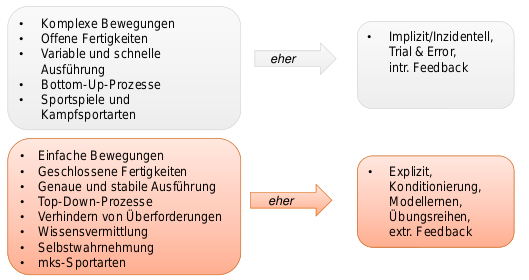 • Komplexe Bewegungen
• Offene Fertigkeiten
• Variable und schnelle
Ausführung
• Bottom-Up-Prozesse
• Sportspiele und
Kampfsportarten
eher
• Implizit/Inzidentell,
Trial & Error,
intr. Feedback
• Einfache Bewegungen
• Geschlossene Fertigkeiten
• Genaue und stabile Ausführung
• Top-Down-Prozesse
• Verhindern von Überforderungen
• Wissensvermittlung
• Selbstwahrnehmung
• mks-Sportarten
eher
• Explizit,
Konditionierung,
Modellernen,
Übungsreihen,
extr. Feedback